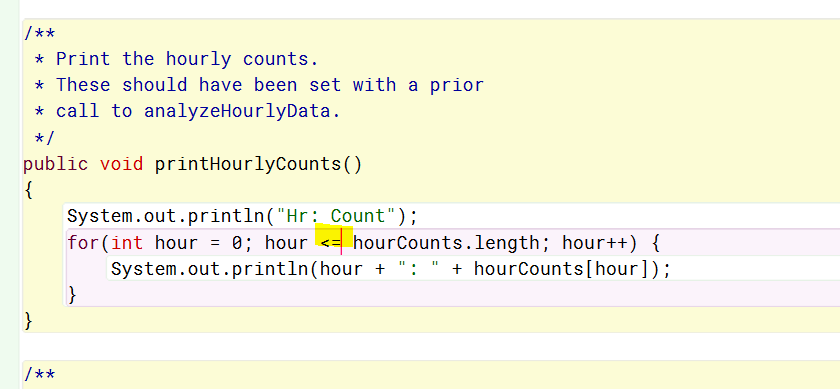 /**
 * Print the hourly counts.
 * These should have been set with a prior
 * call to analyzeHourlyData.
 */
public void printHourlyCounts()
{
    System.out.println("Hr: Count");
    for(int hour = 0; hour <= hourCounts.length; hour++) {
        System.out.println(hour + ": " + hourCounts[hour]);
    }
}
/**